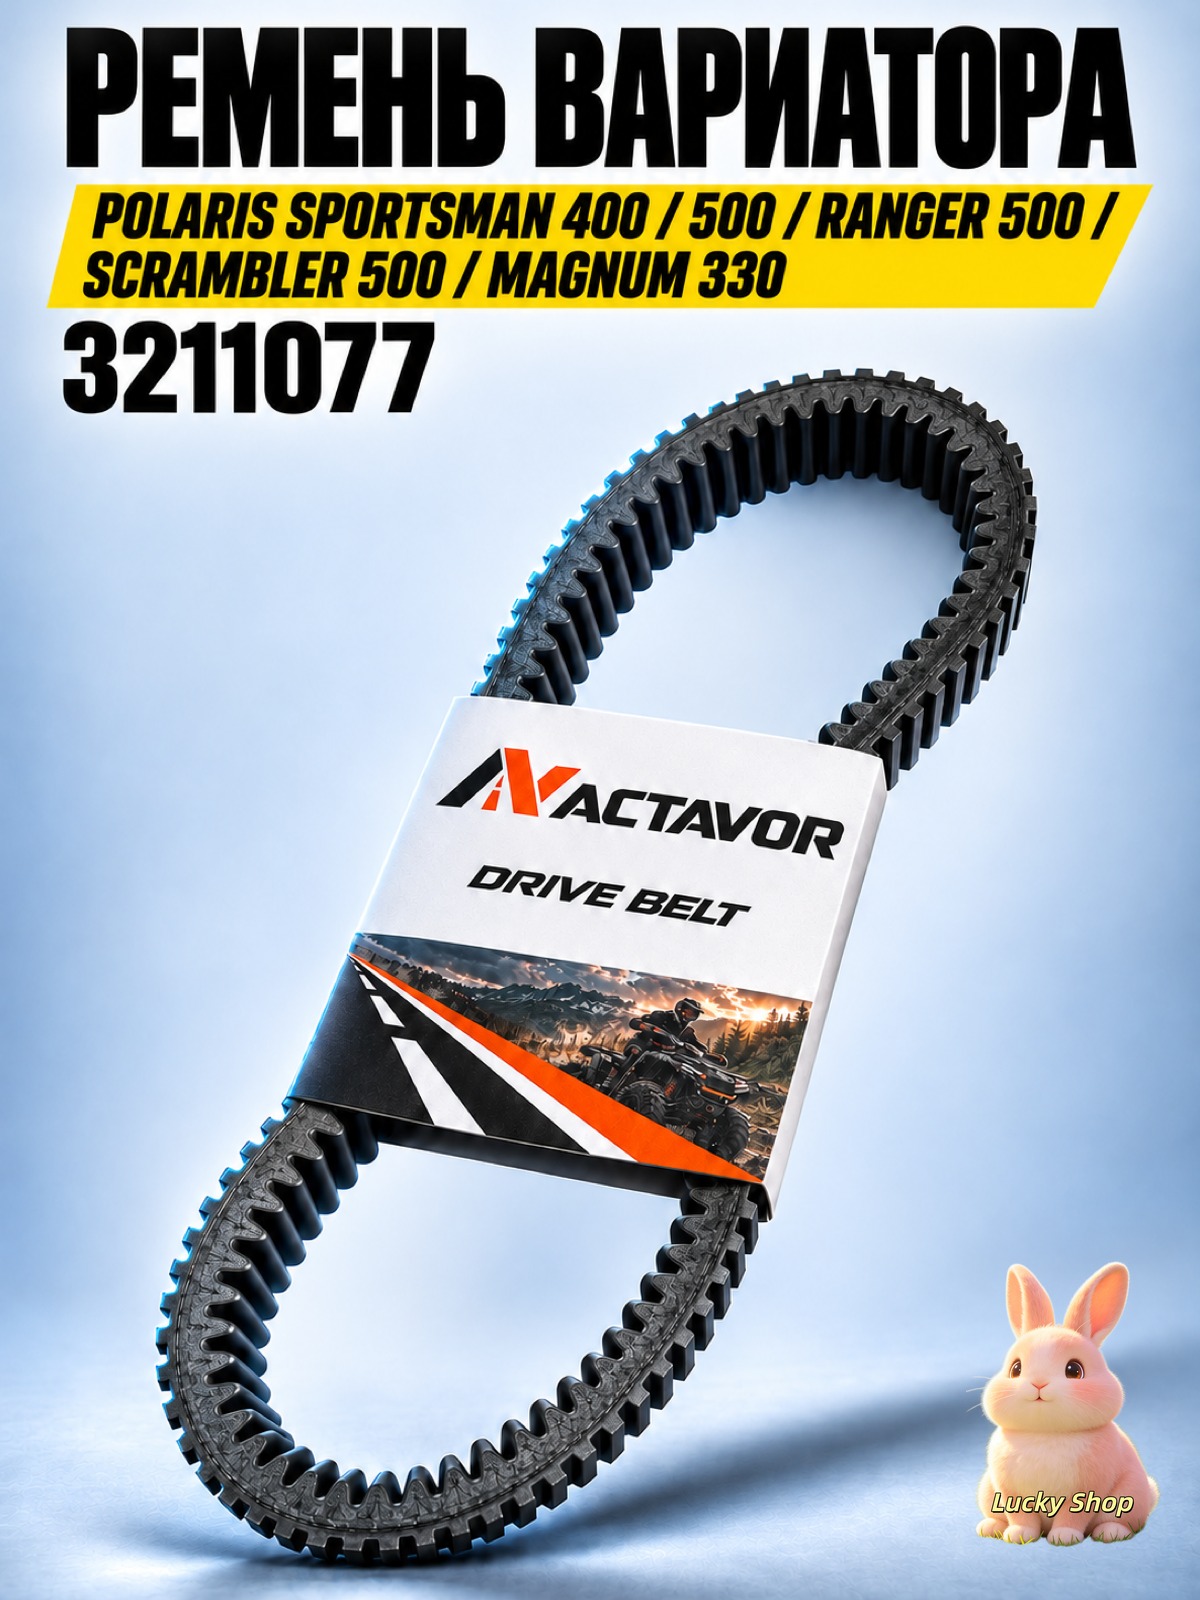 РЕМЕНЬ ВАРИАТОРА
POLARIS SPORTSMAN 400 / 500 / RANGER 500 /
SCRAMBLER 500 / MAGNUM 330
3211077
ACTAVOR
DRIVE BELT
Lucky Shop